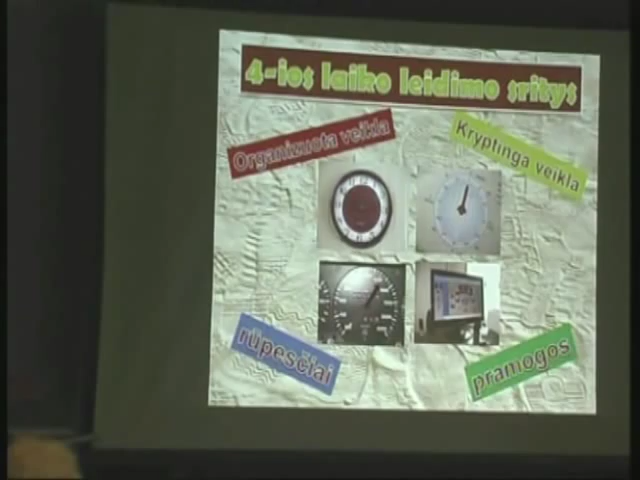 4-ios laiko leidimo sritys
Organizuota veikla
Kryptinga veikla
rūpesčiai
pramogos